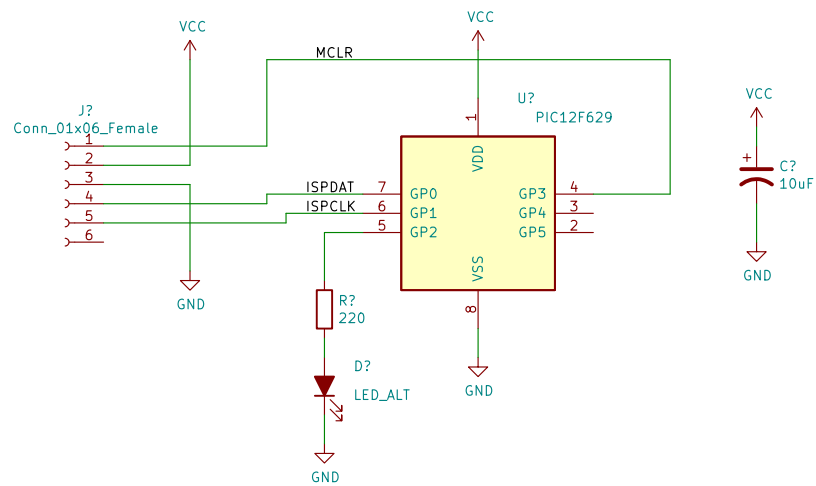 VCC
VCC
MCLR
J?
Conn_01x06_Female
1
2
3
4
5
6
GND
ISPDAT
ISPCLK
7
6
5
U?
PIC12F629
1
VDD
GP0
GP1
GP2
GP3
GP4
GP5
4
3
2
VSS
8
GND
R?
220
D?
LED_ALT
GND
VCC
+
C?
10uF
GND